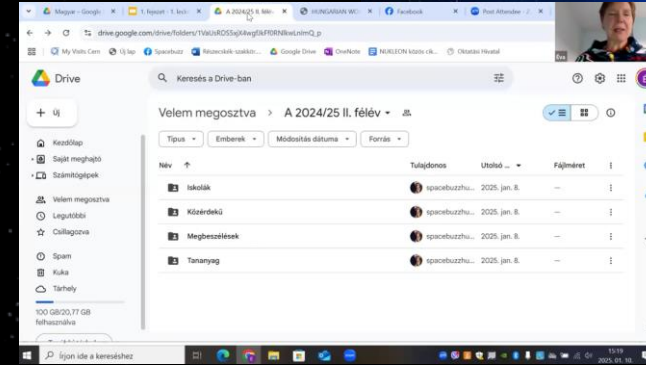 Magyar – Google
1. fejezet - 1. lecke
A 2024/25 II. félév -
HUNGARIAN WO
Facebook
Post Attendee - Z
drive.google.com/drive/folders/
My Visits Cern
Új lap
Spacebuzz
Részecskék-szakkör...
Google Drive
OneNote
NUKLEON közös cik...
Oktatási Hivatal
Éva
Drive
Keresés a Drive-ban
Új
Velem megosztva > A 2024/25 II. félév
Típus
Emberek
Módosítás dátuma
Forrás
Kezdőlap
Saját meghajtó
Számítógépek
Velem megosztva
Legutóbbi
Csillagozva
Spam
Kuka
Tárhely
100 GB/20,77 GB
felhasználva
Név
Tulajdonos
Utolsó ...
Fájlméret
Iskolák spacebuzzhu... 2025. jan. 8. —
Közérdekű spacebuzzhu... 2025. jan. 8. —
Megbeszélések spacebuzzhu... 2025. jan. 8. —
Tananyag spacebuzzhu... 2025. jan. 8. —
Írjon ide a kereséshez
15:19
2025. 01. 10.